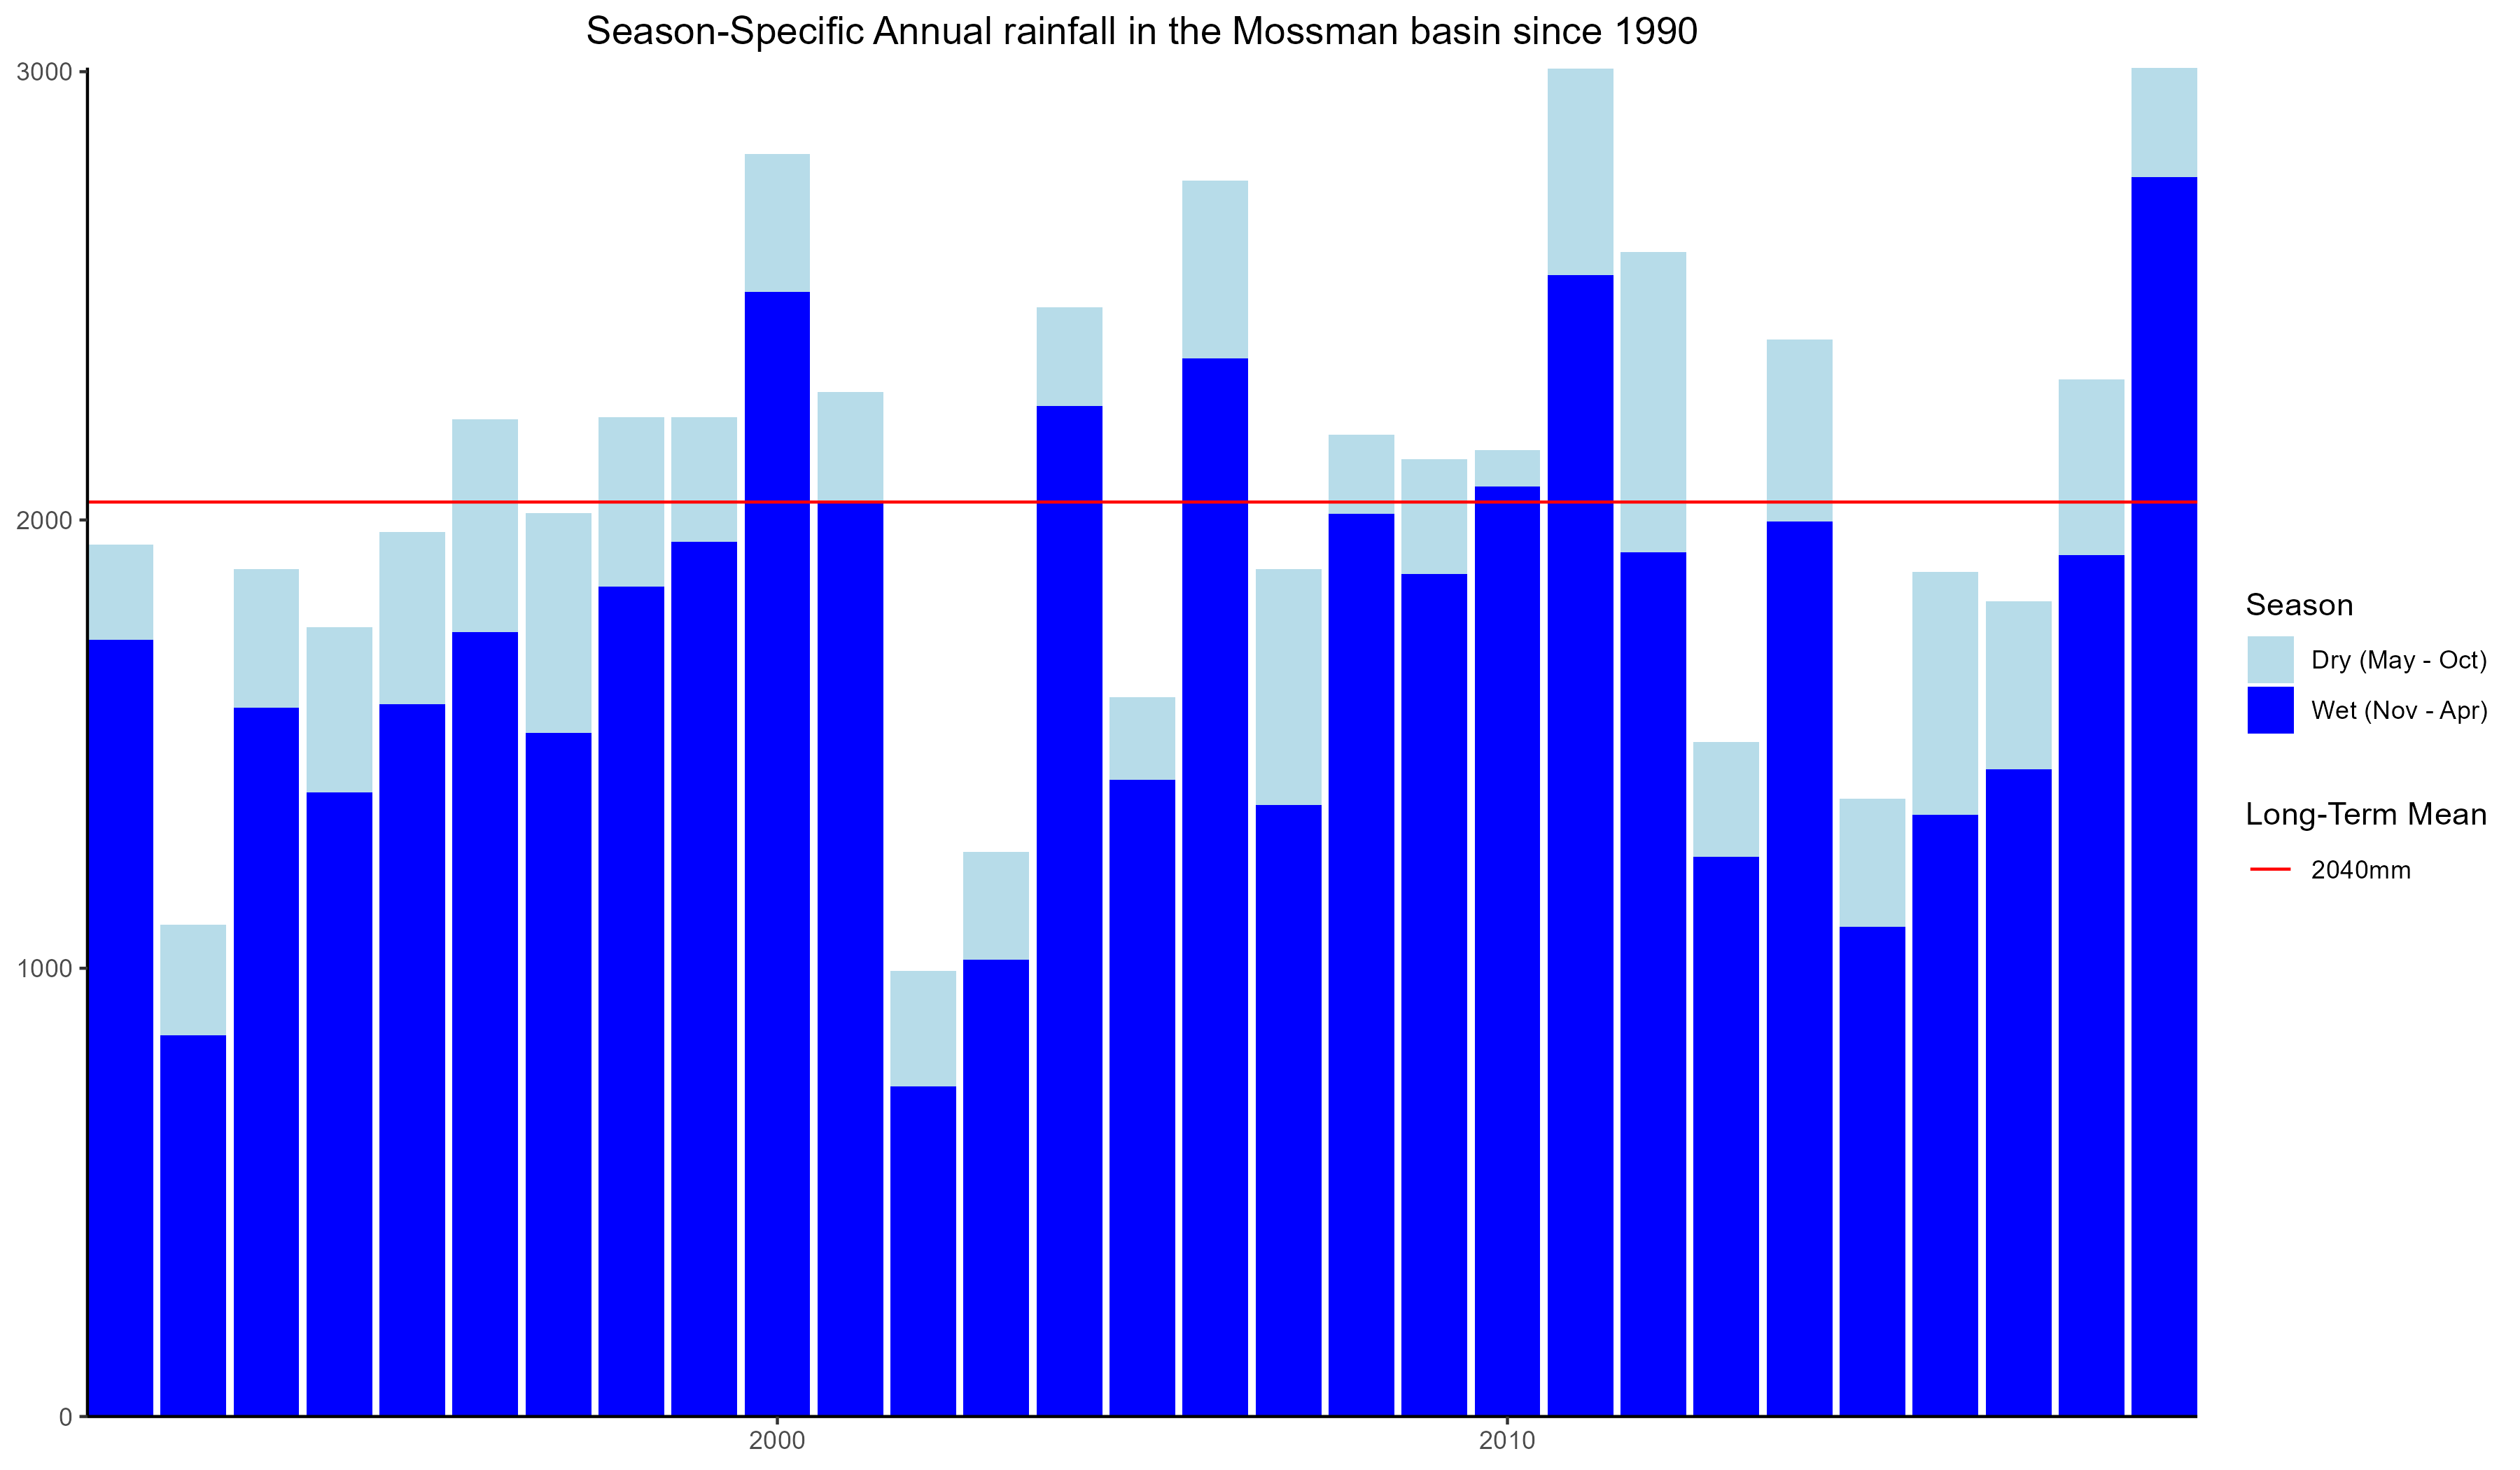 Season-Specific Annual rainfall in the Mossman basin since 1990
3000
2000
1000
0
2000
2010
Season
Dry (May - Oct)
Wet (Nov - Apr)
Long-Term Mean
2040mm